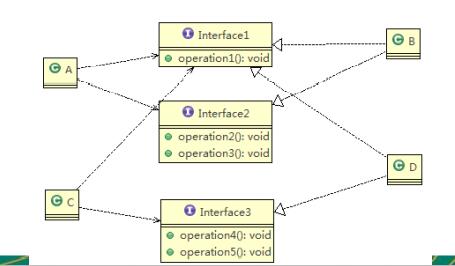 Interface1
operation1(): void
A
B
Interface2
operation2(): void
operation3(): void
D
C
Interface3
operation4(): void
operation5(): void